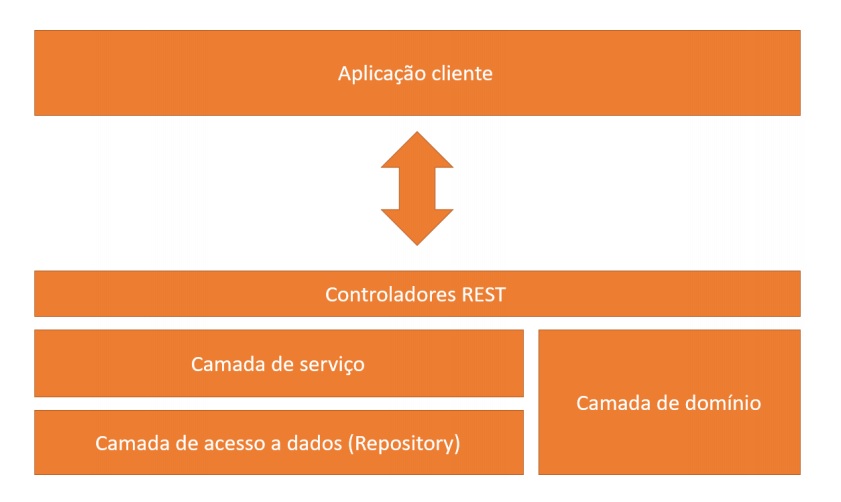 Aplicação cliente
Controladores REST
Camada de serviço
Camada de domínio
Camada de acesso a dados (Repository)